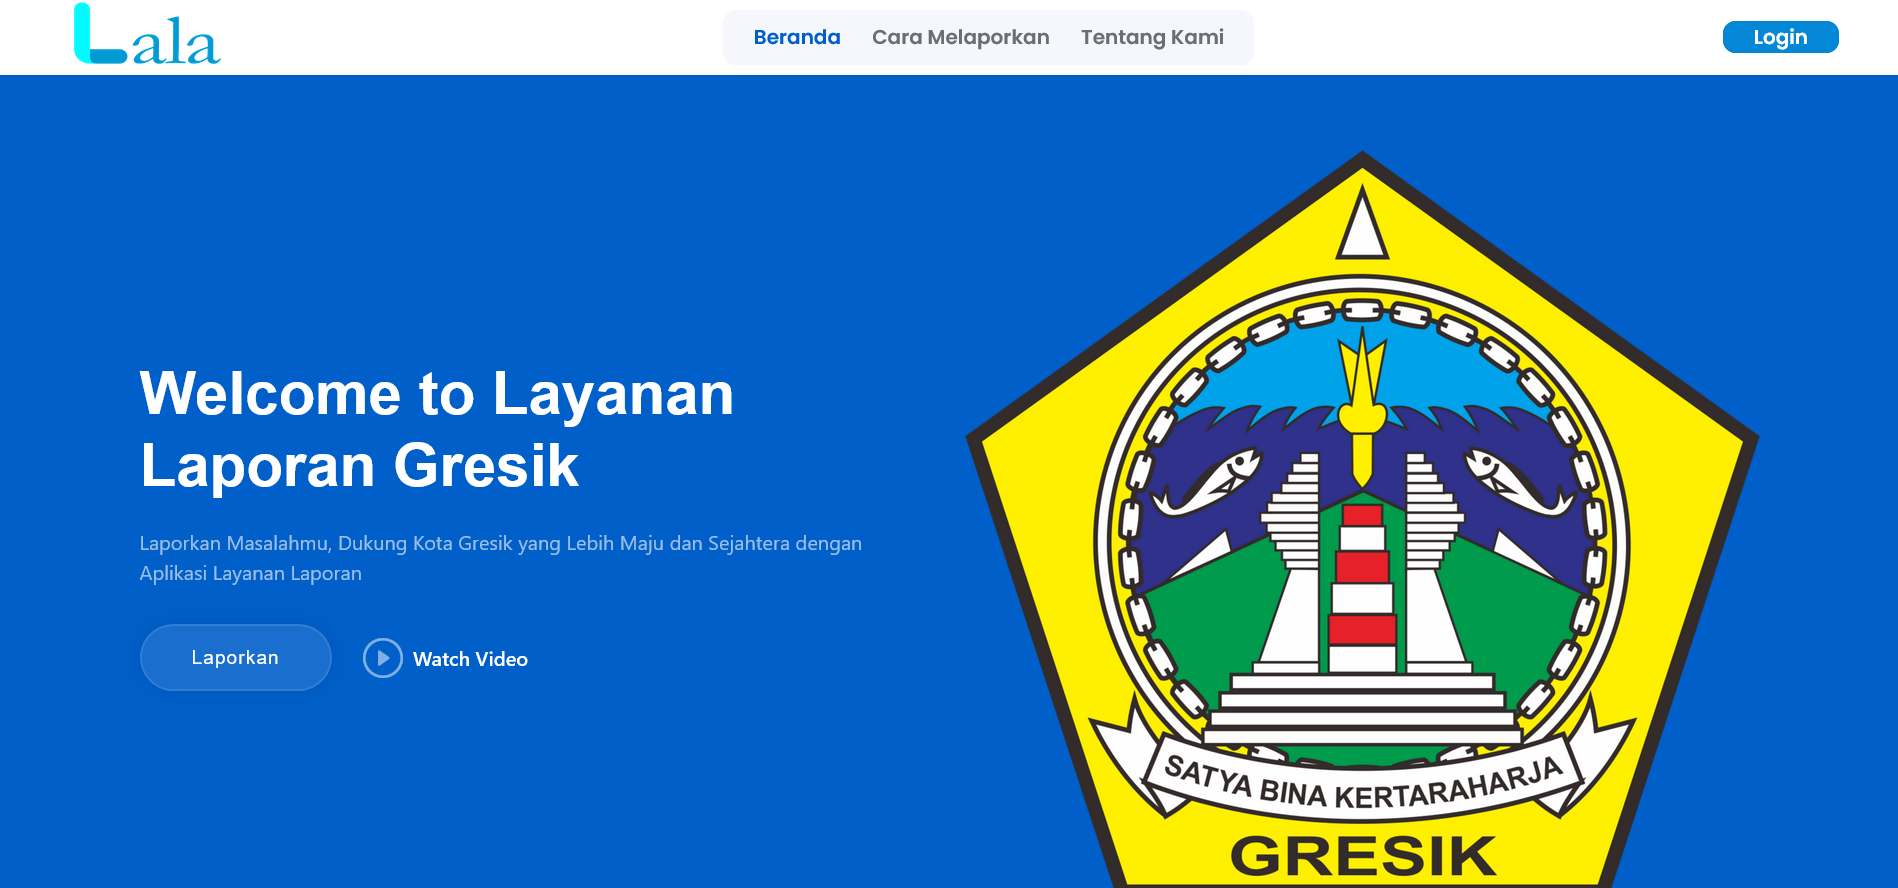 Lala
Beranda Cara Melaporkan Tentang Kami
Login
Welcome to Layanan
Laporan Gresik
Laporkan Masalahmu, Dukung Kota Gresik yang Lebih Maju dan Sejahtera dengan
Aplikasi Layanan Laporan
Laporkan
Watch Video
SATYA BINA KERTARAHARJA
GRESIK